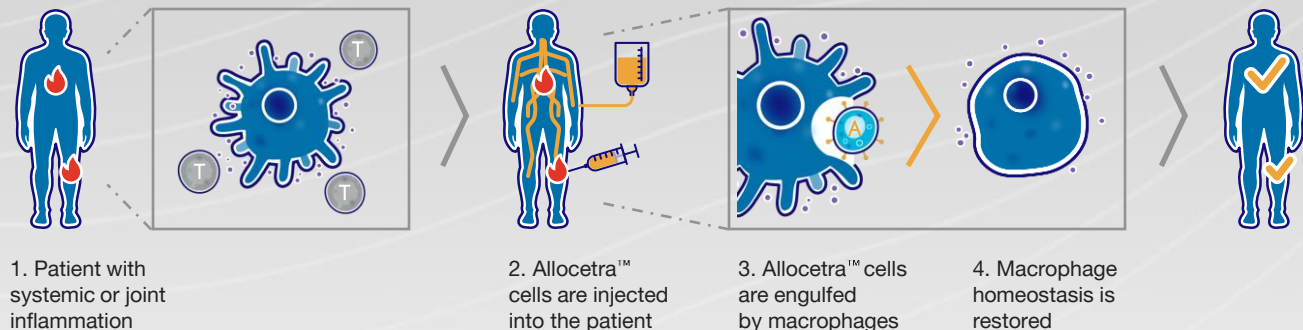 T
T
T
A
1. Patient with
systemic or joint
inflammation
2. Allocetra™
cells are injected
into the patient
3. Allocetra™ cells
are engulfed
by macrophages
4. Macrophage
homeostasis is
restored